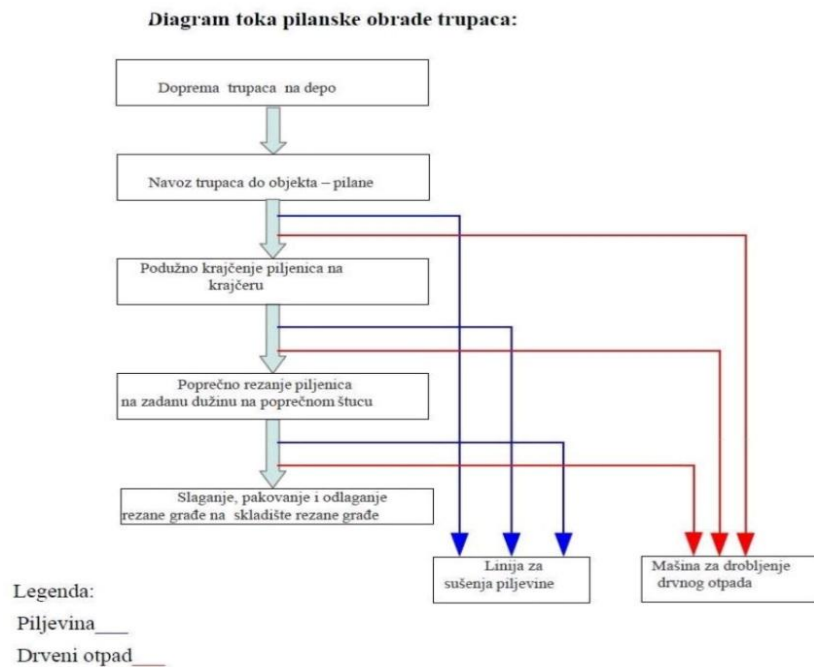 Diagram toka pilanske obrade trupaca:
Doprema trupaca na depo
Navoz trupaca do objekta – pilane
Podužno krajčenje piljenica na
krajčeru
Poprečno rezanje piljenica
na zadanu dužinu na poprečnom štucu
Slaganje, pakovanje i odlaganje
rezane građe na skladište rezane građe
Linija za
sušenja piljevine
Mašina za drobljenje
drvnog otpada
Legenda:
Piljevina___
Drveni otpad___